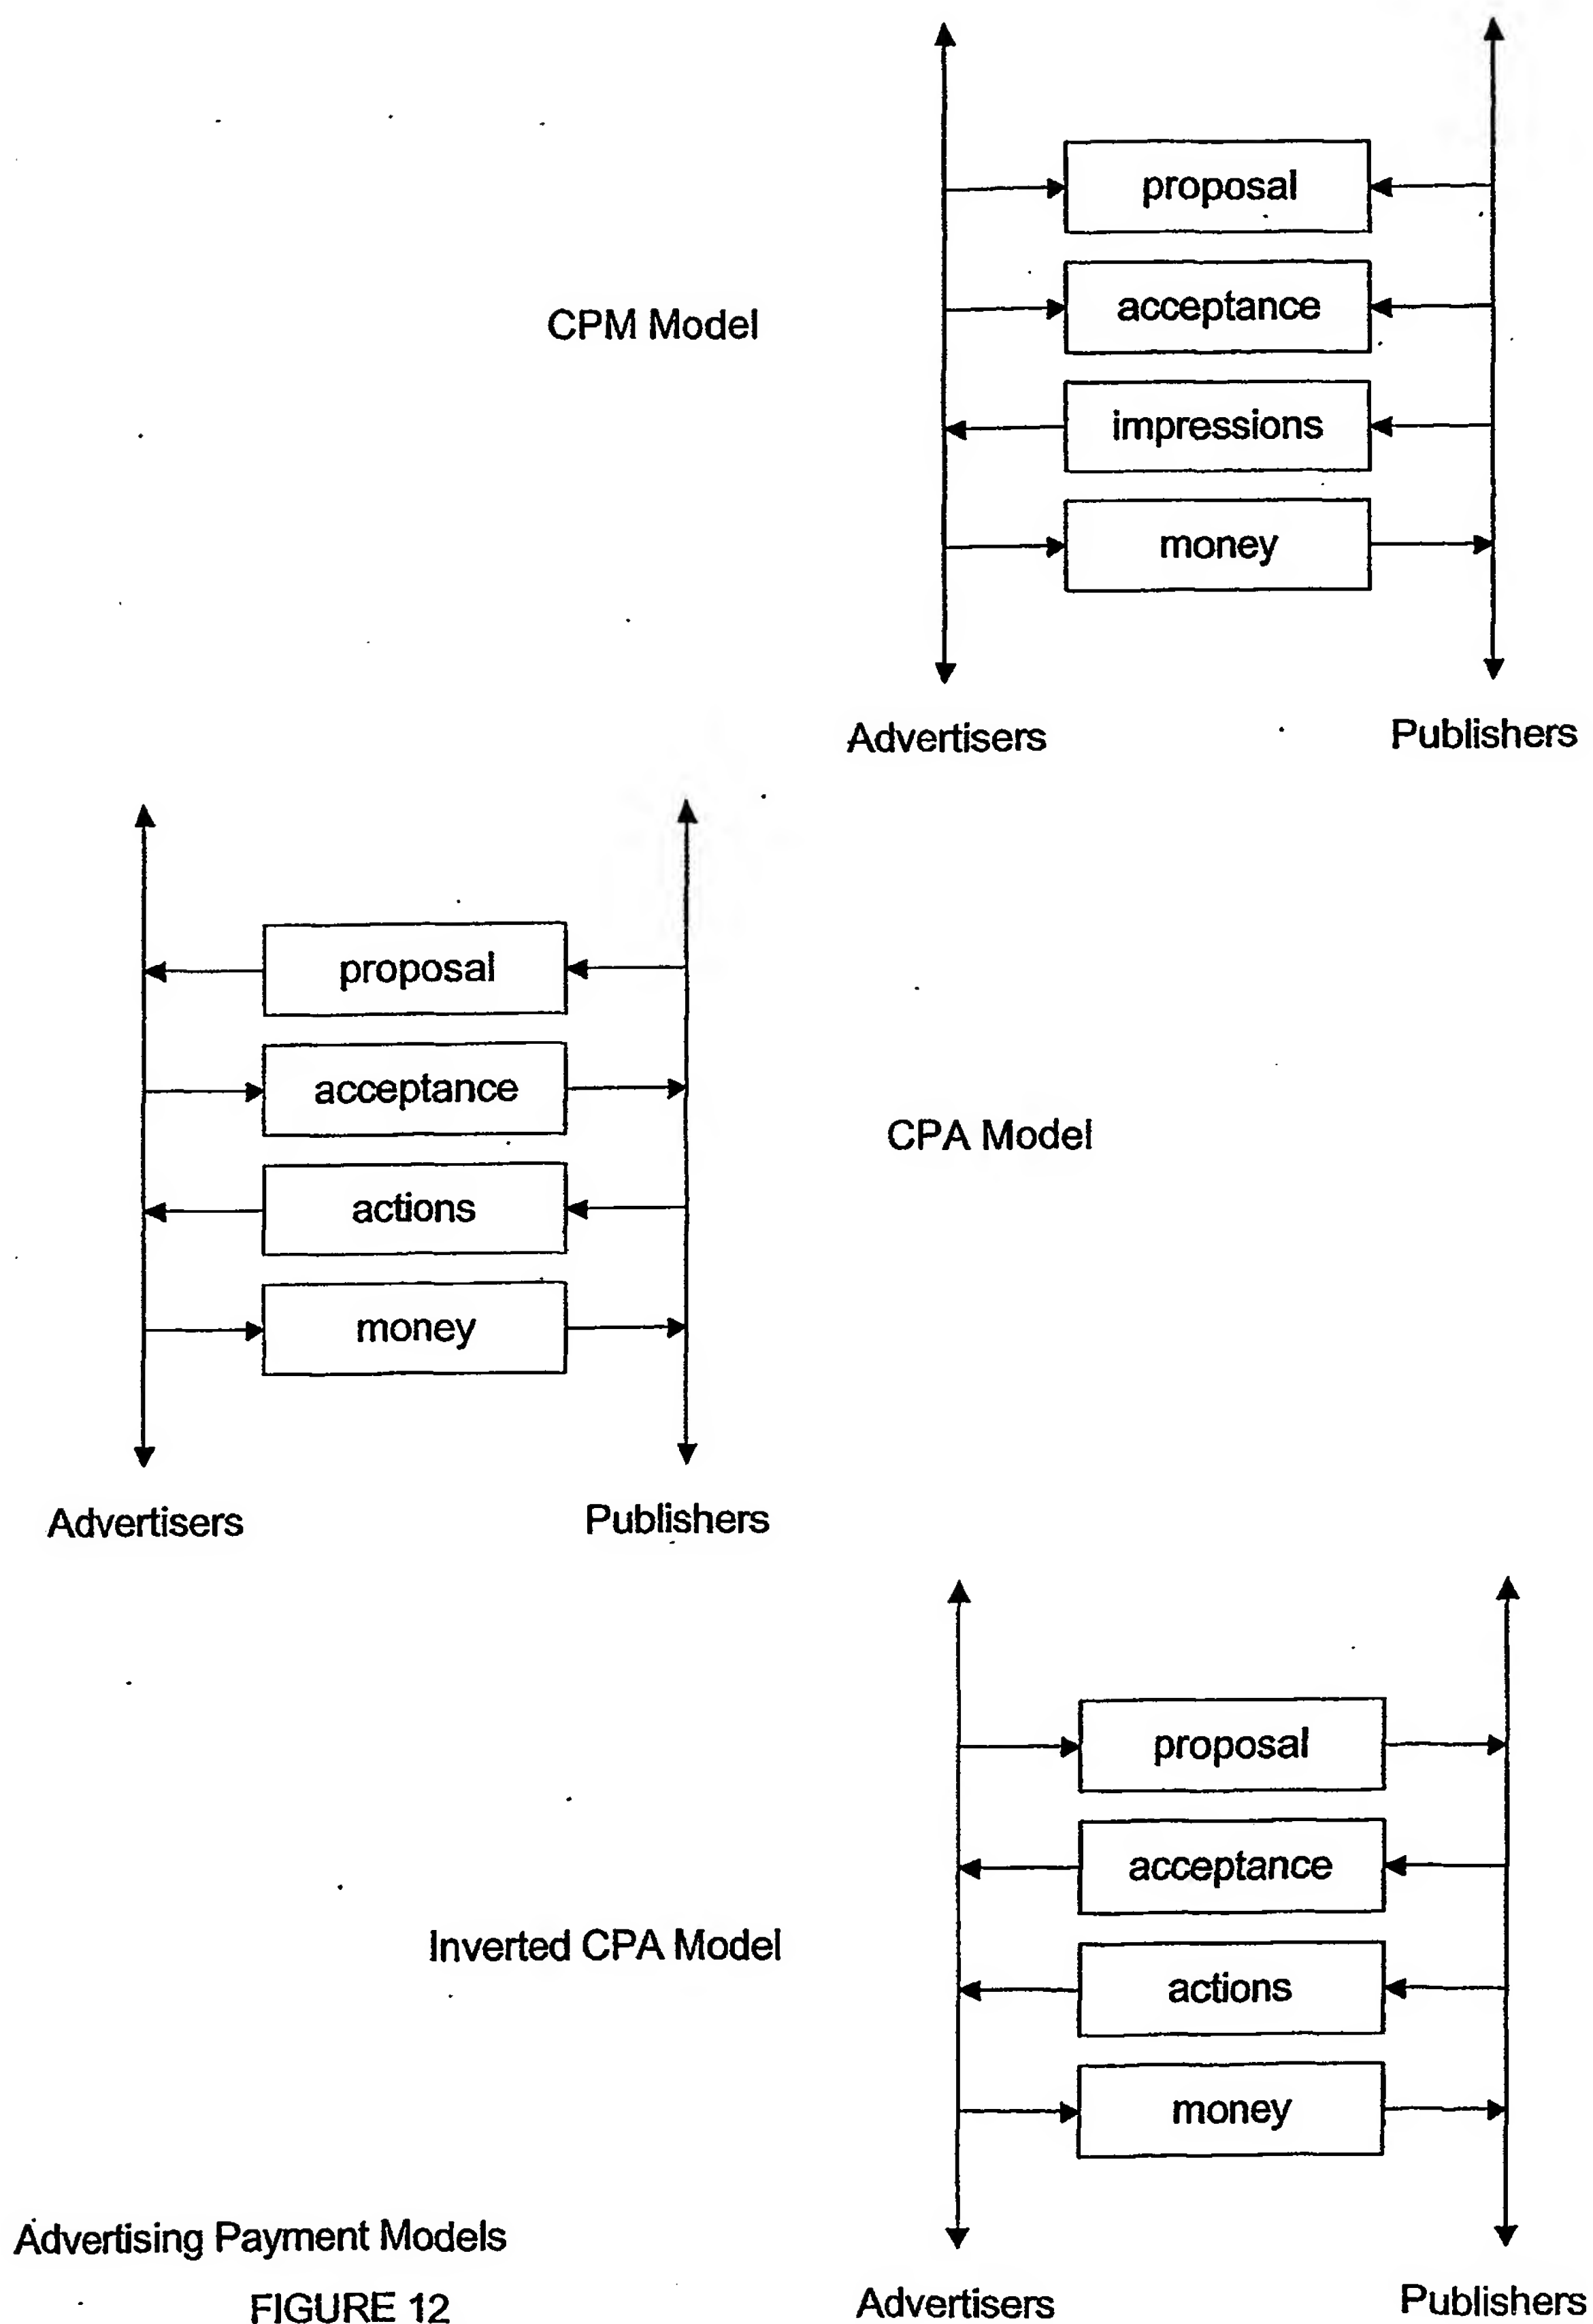 proposal
acceptance
CPM Model
impressions
money
Advertisers
Publishers
proposal
acceptance
CPA Model
actions
money
Advertisers
Publishers
proposal
acceptance
Inverted CPA Model
actions
money
Advertising Payment Models
FIGURE 12
Advertisers
Publishers